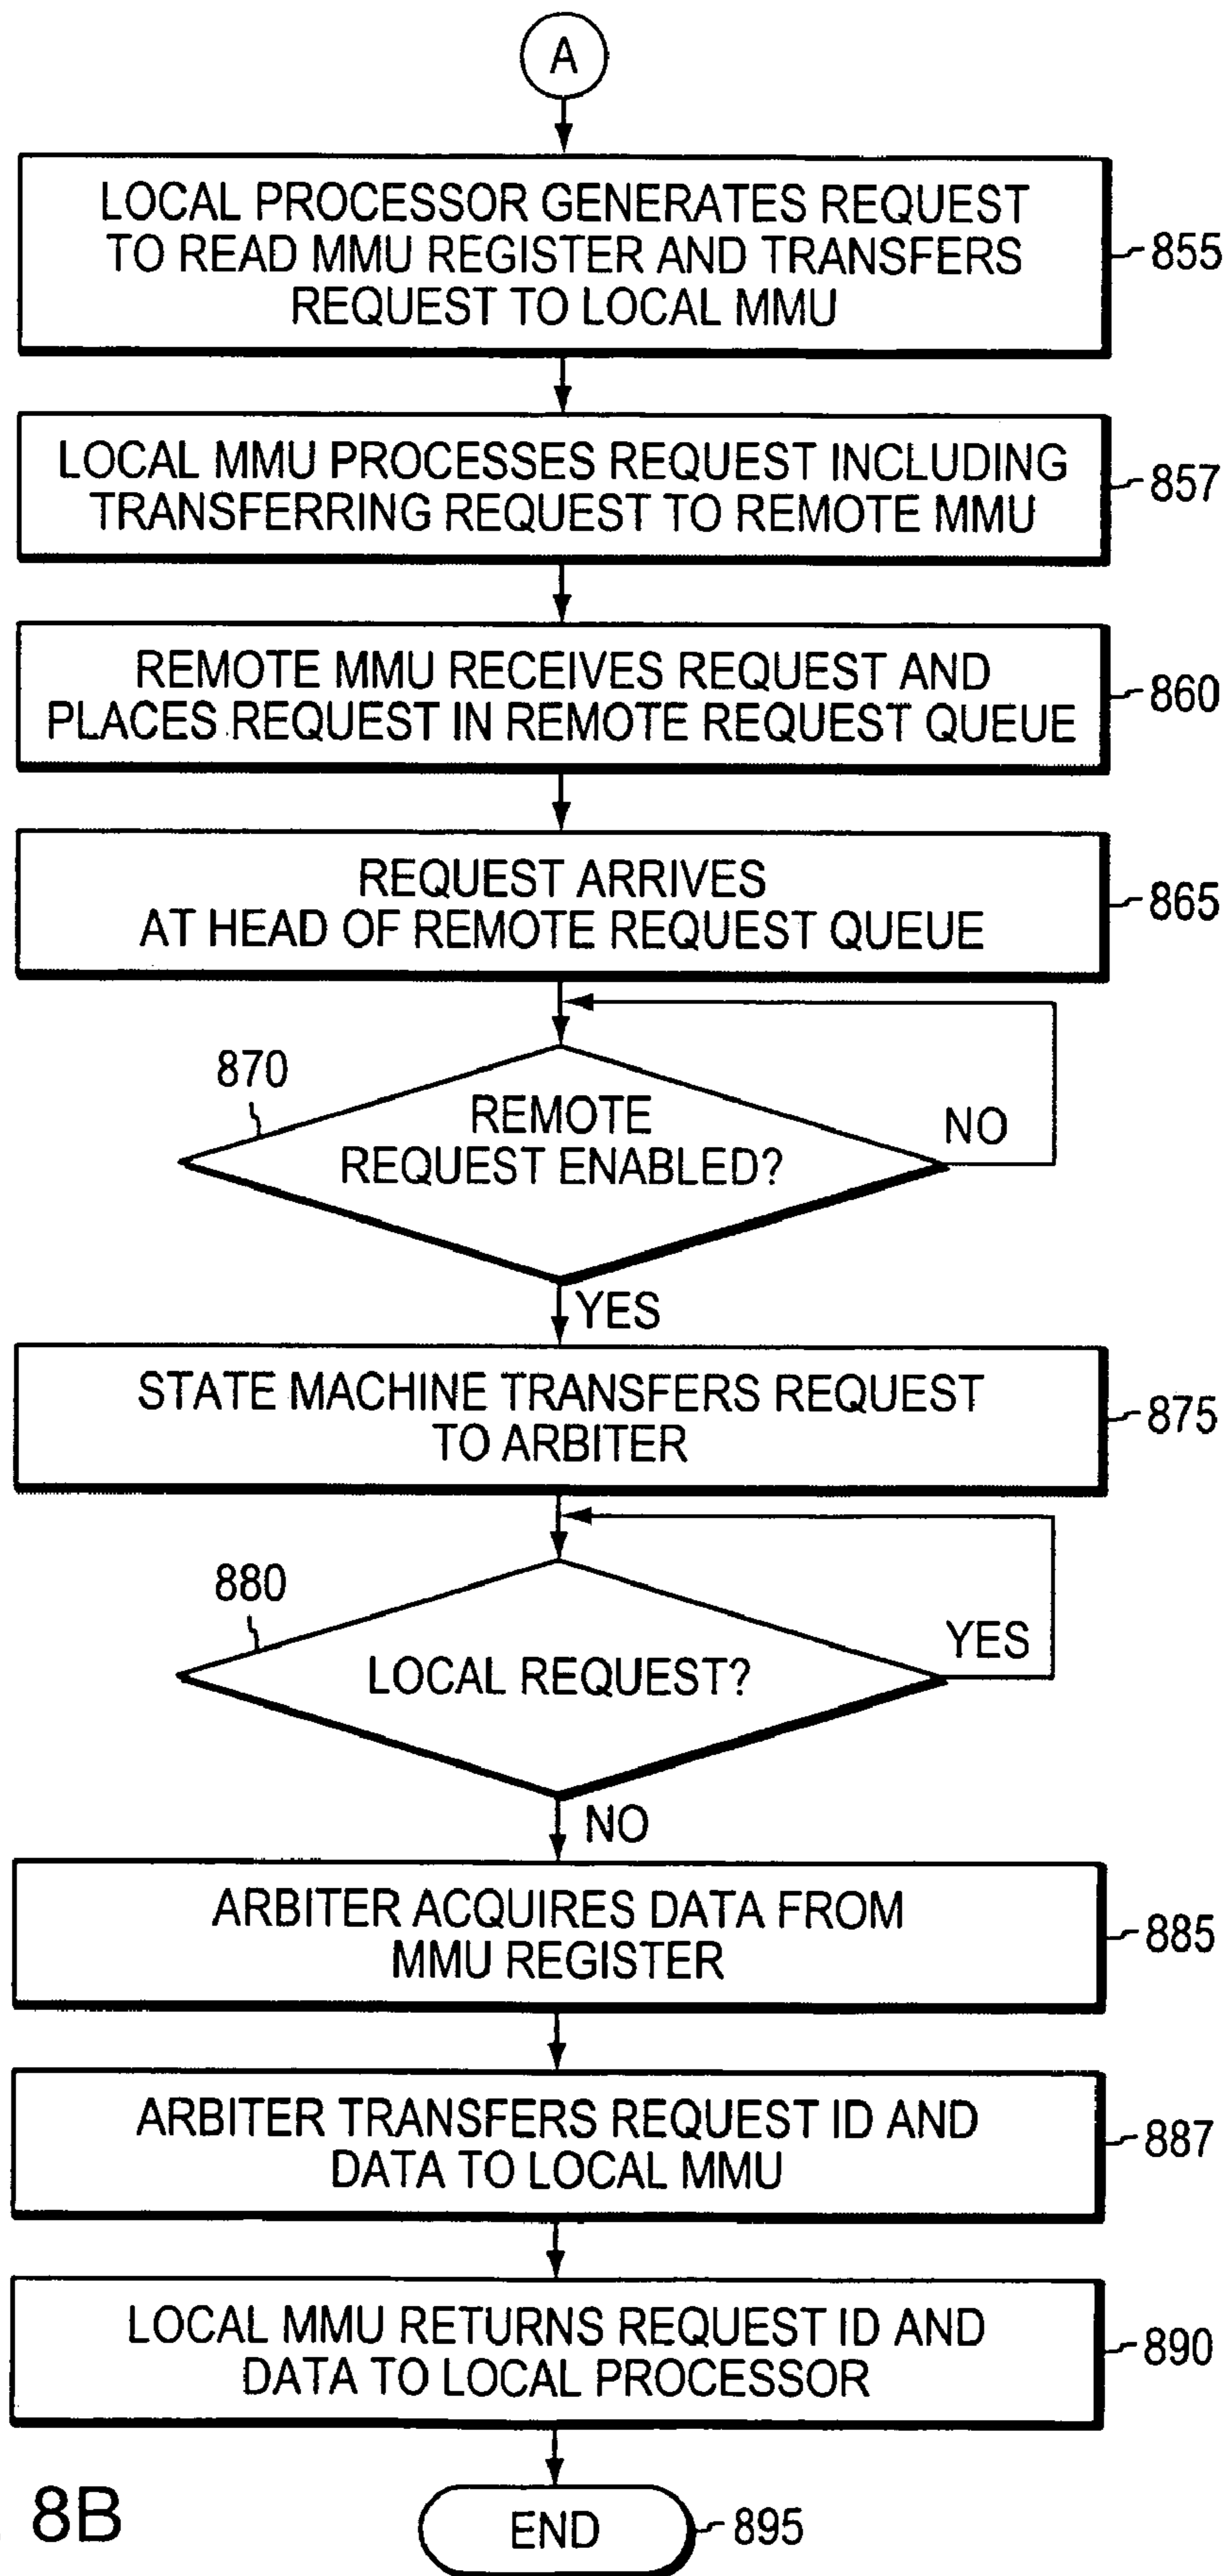 A
LOCAL PROCESSOR GENERATES REQUEST
TO READ MMU REGISTER AND TRANSFERS
REQUEST TO LOCAL MMU
855
LOCAL MMU PROCESSES REQUEST INCLUDING
TRANSFERRING REQUEST TO REMOTE MMU
857
REMOTE MMU RECEIVES REQUEST AND
PLACES REQUEST IN REMOTE REQUEST QUEUE
860
REQUEST ARRIVES
AT HEAD OF REMOTE REQUEST QUEUE
865
870
REMOTE
REQUEST ENABLED?
NO
YES
STATE MACHINE TRANSFERS REQUEST
TO ARBITER
875
880
LOCAL REQUEST?
YES
NO
ARBITER ACQUIRES DATA FROM
MMU REGISTER
885
ARBITER TRANSFERS REQUEST ID AND
DATA TO LOCAL MMU
887
LOCAL MMU RETURNS REQUEST ID AND
DATA TO LOCAL PROCESSOR
890
8B
END
895